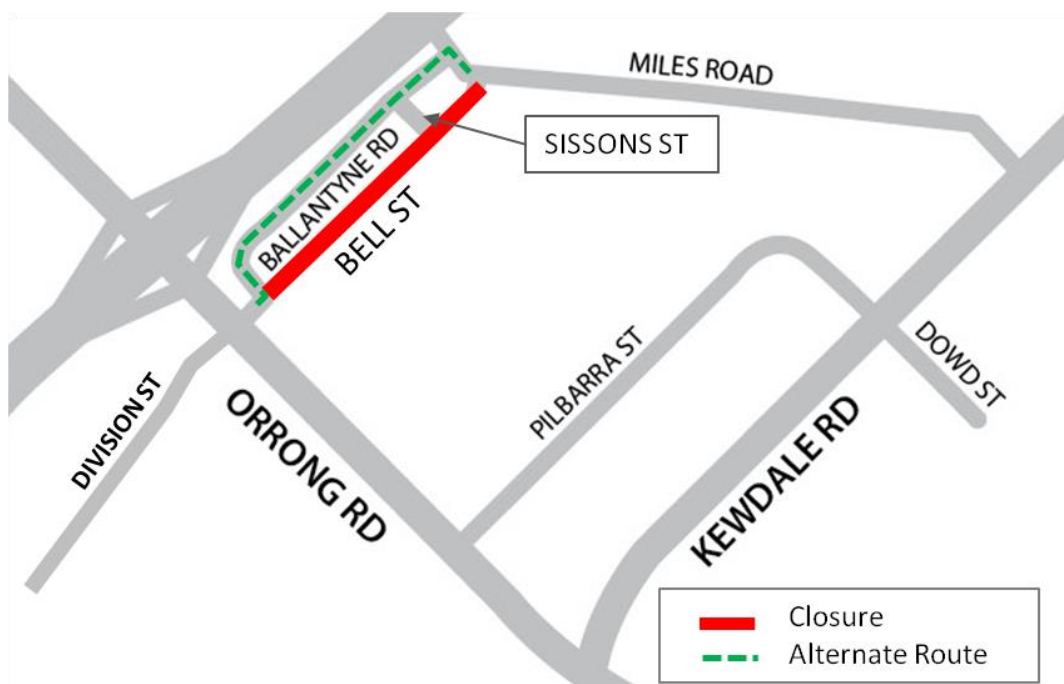 MILES ROAD
SISSONS ST
BALLANTYNE RD
BELL ST
PILBARRA ST
DOWD ST
DIVISION ST
ORRONG RD
KEWDALE RD
Closure
Alternate Route